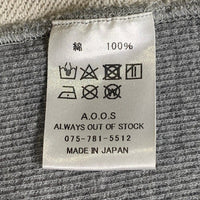 綿 100%
A.O.O.S
ALWAYS OUT OF STOCK
075-781-5512
MADE IN JAPAN